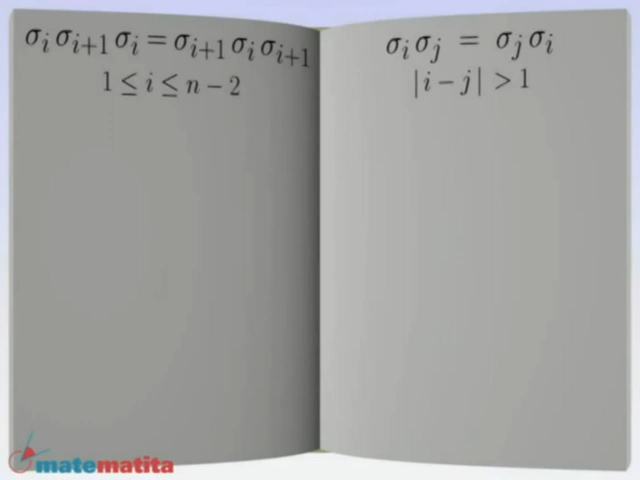 σ_i σ_{i+1} σ_i = σ_{i+1} σ_i σ_{i+1}
1 ≤ i ≤ n − 2
σ_i σ_j = σ_j σ_i
|i − j| > 1
matematita